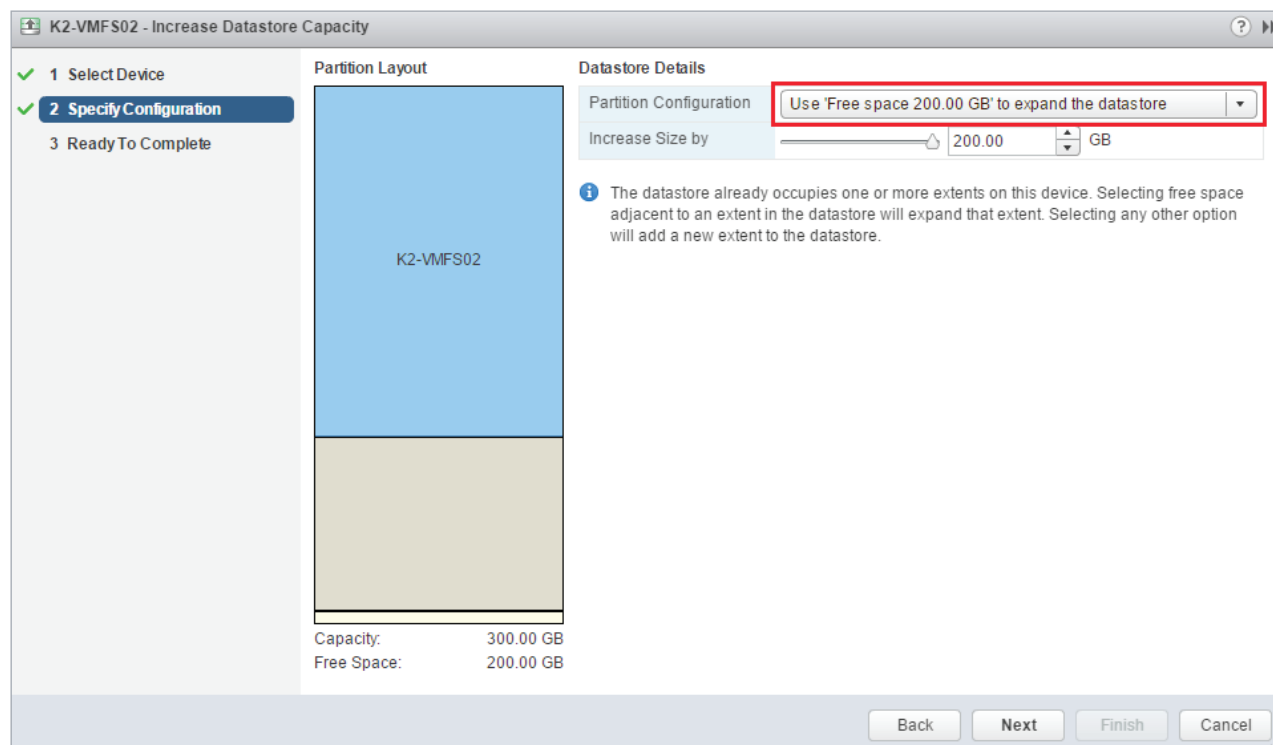 K2-VMFS02 - Increase Datastore Capacity
?
1 Select Device
2 Specify Configuration
3 Ready To Complete
Partition Layout
K2-VMFS02
Capacity: 300.00 GB
Free Space: 200.00 GB
Datastore Details
Partition Configuration Use 'Free space 200.00 GB' to expand the datastore
Increase Size by 200.00 GB
The datastore already occupies one or more extents on this device. Selecting free space
adjacent to an extent in the datastore will expand that extent. Selecting any other option
will add a new extent to the datastore.
Back Next Finish Cancel